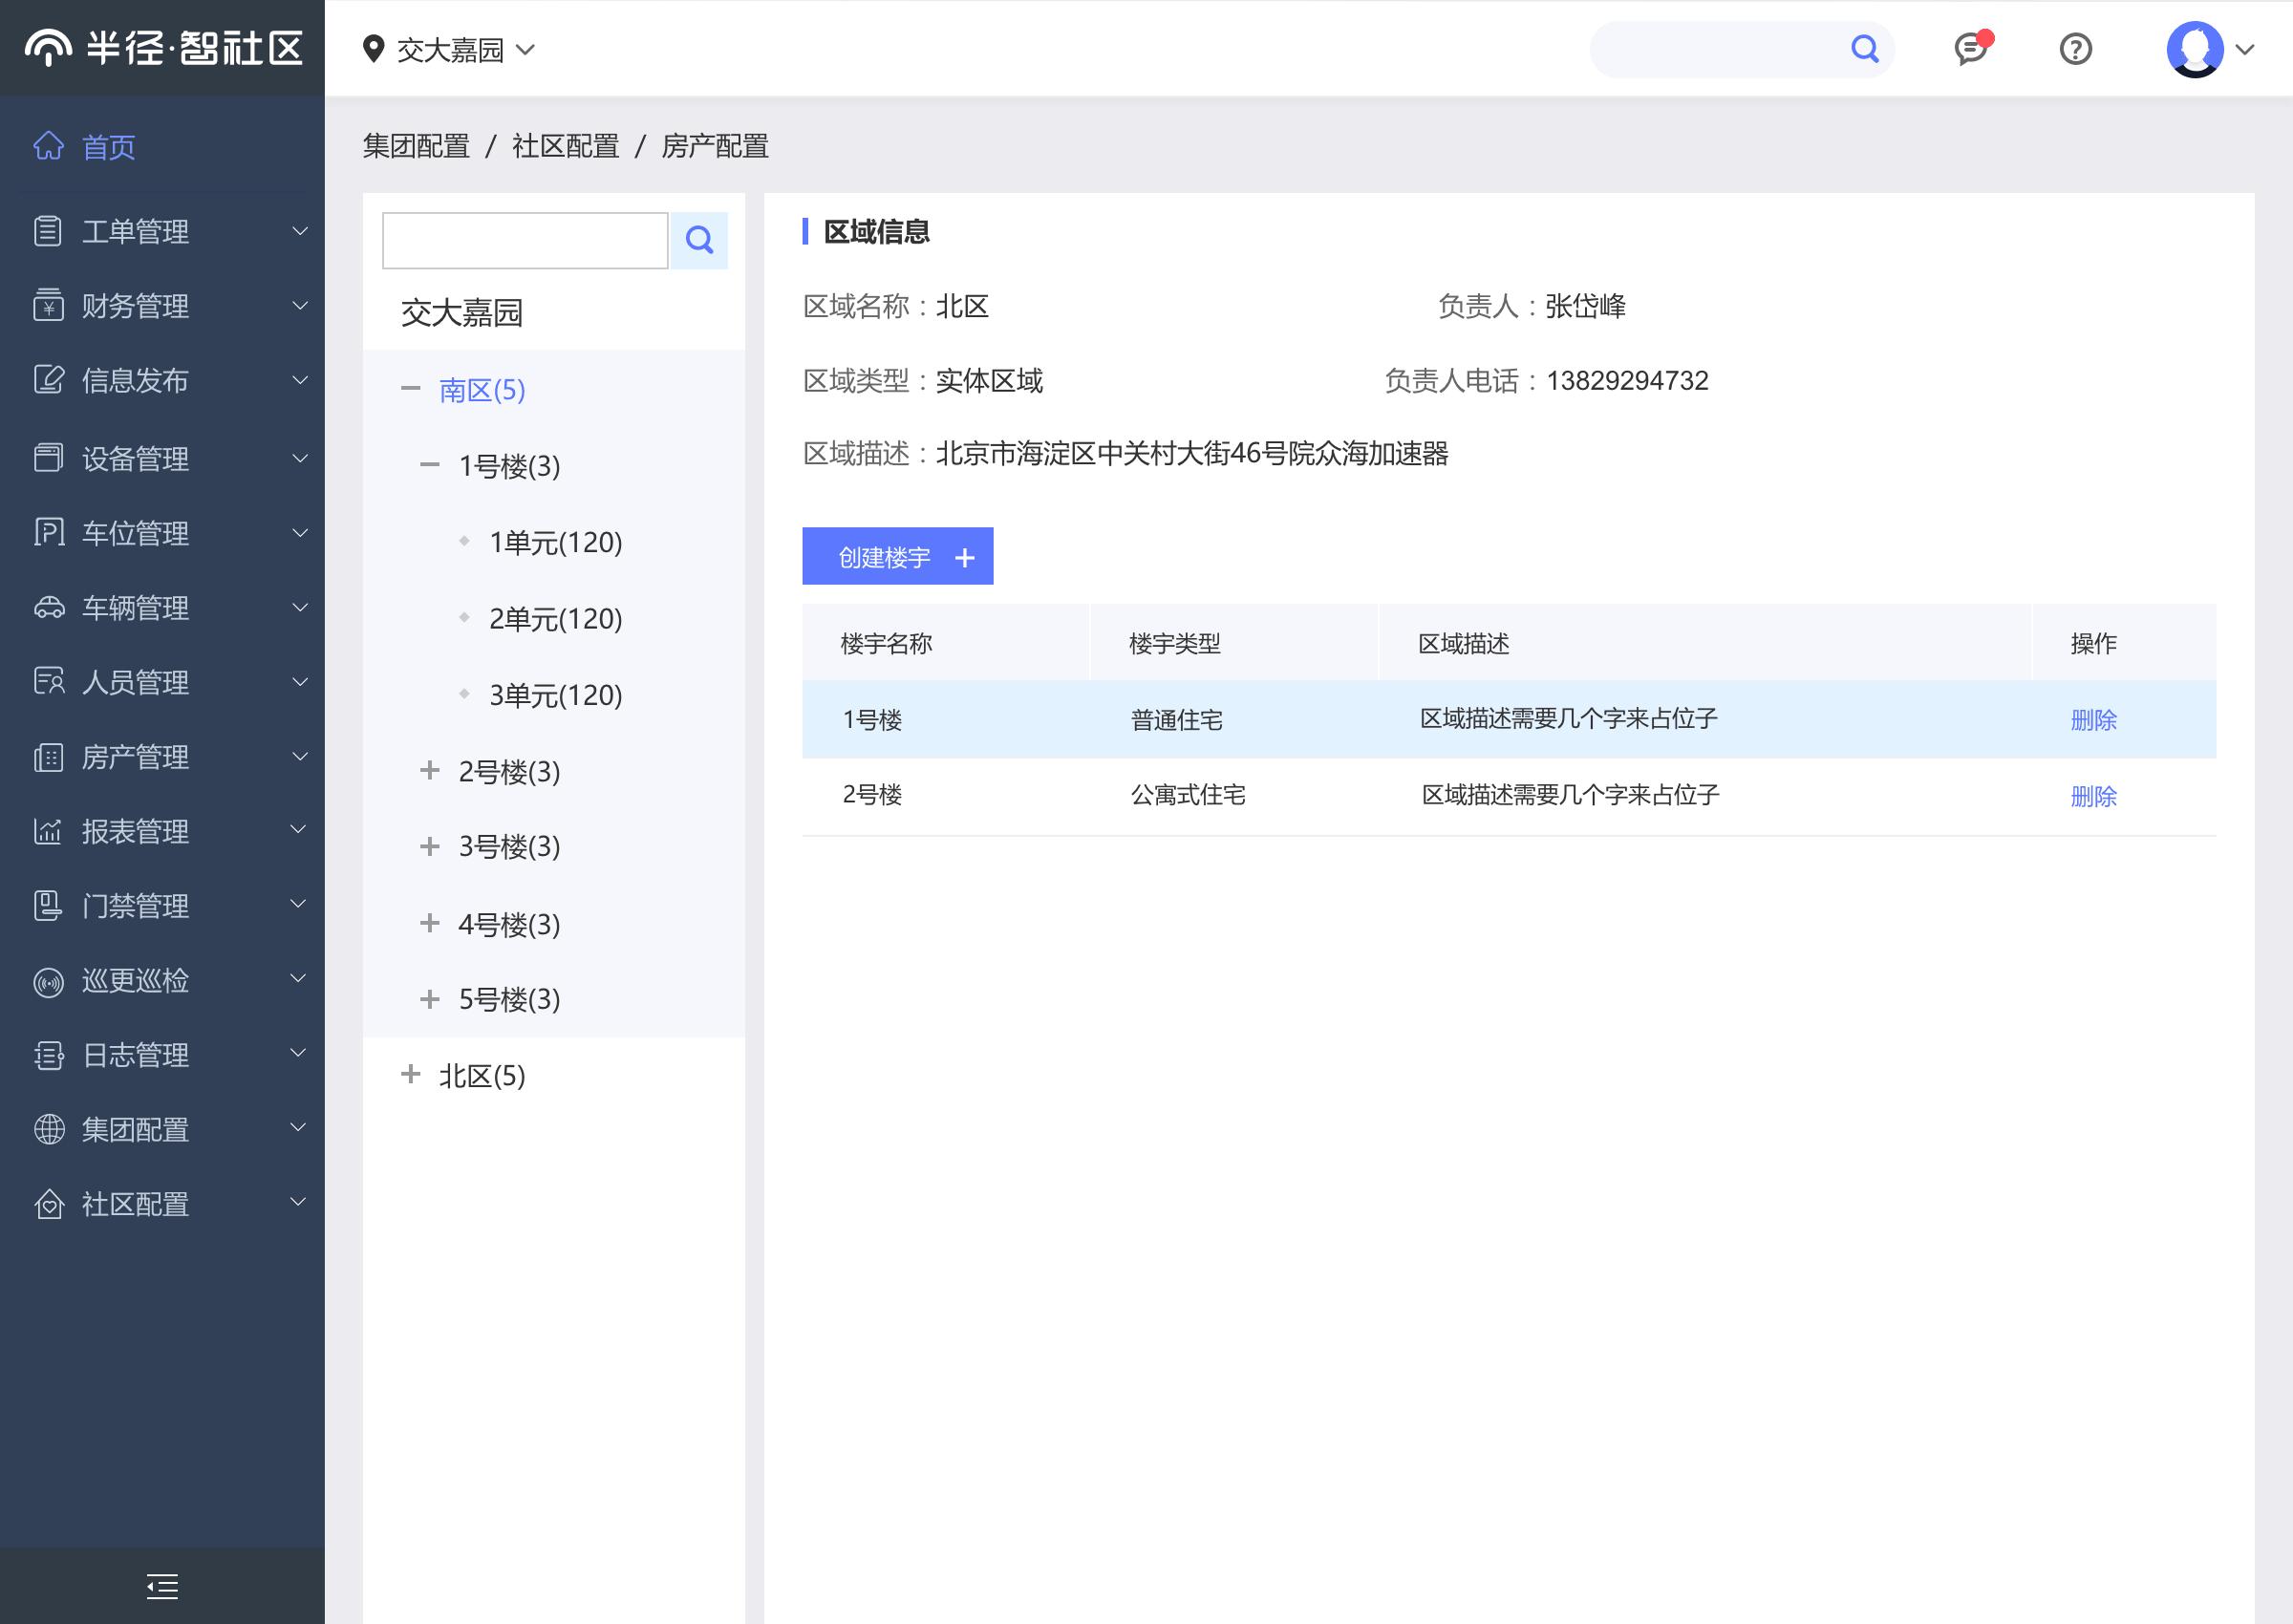 半径·智社区
交大嘉园
首页
工单管理
财务管理
信息发布
设备管理
车位管理
车辆管理
人员管理
房产管理
报表管理
门禁管理
巡更巡检
日志管理
集团配置
社区配置
集团配置 / 社区配置 / 房产配置
交大嘉园
南区(5)
1号楼(3)
1单元(120)
2单元(120)
3单元(120)
2号楼(3)
3号楼(3)
4号楼(3)
5号楼(3)
北区(5)
区域信息
区域名称：北区 负责人：张岱峰
区域类型：实体区域 负责人电话：13829294732
区域描述：北京市海淀区中关村大街46号院众海加速器
创建楼宇 +
楼宇名称 楼宇类型 区域描述 操作
1号楼 普通住宅 区域描述需要几个字来占位子 删除
2号楼 公寓式住宅 区域描述需要几个字来占位子 删除